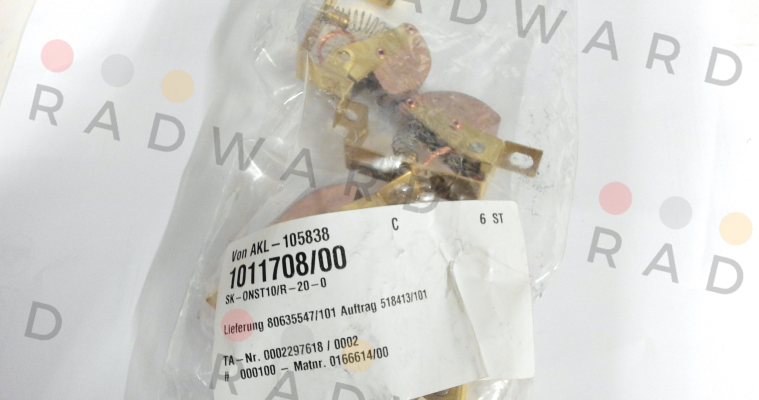 RADWARD
RADWARD
Von AKL-105838
C
6 ST
1011708/00
SK-ONST10/R-20-0
Lieferung 80635547/101 Auftrag 518413/101
TA-Nr. 0002297618 / 0002
# 000100 - Matnr. 0166614/00
RAD
D
RADWARD